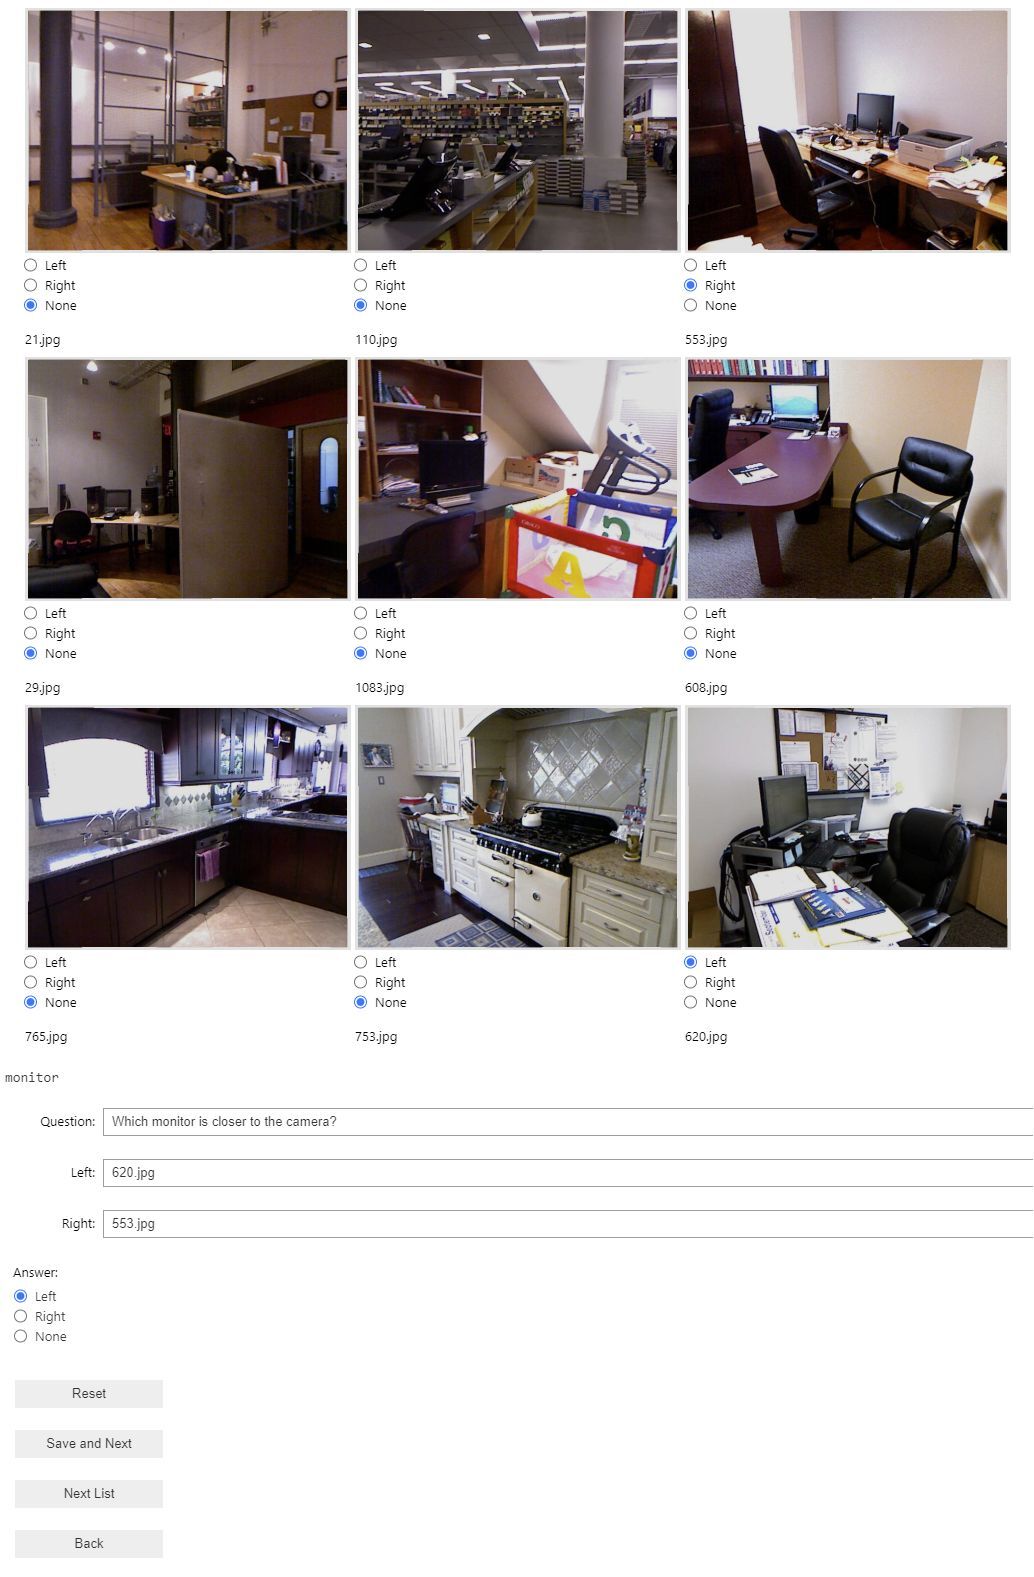 Left Left Left
Right Right Right
None None None
21.jpg 110.jpg 553.jpg
Left Left Left
Right Right Right
None None None
29.jpg 1083.jpg 608.jpg
Left Left Left
Right Right Right
None None None
765.jpg 753.jpg 620.jpg
monitor
Question: Which monitor is closer to the camera?
Left: 620.jpg
Right: 553.jpg
Answer:
Left
Right
None
Reset
Save and Next
Next List
Back